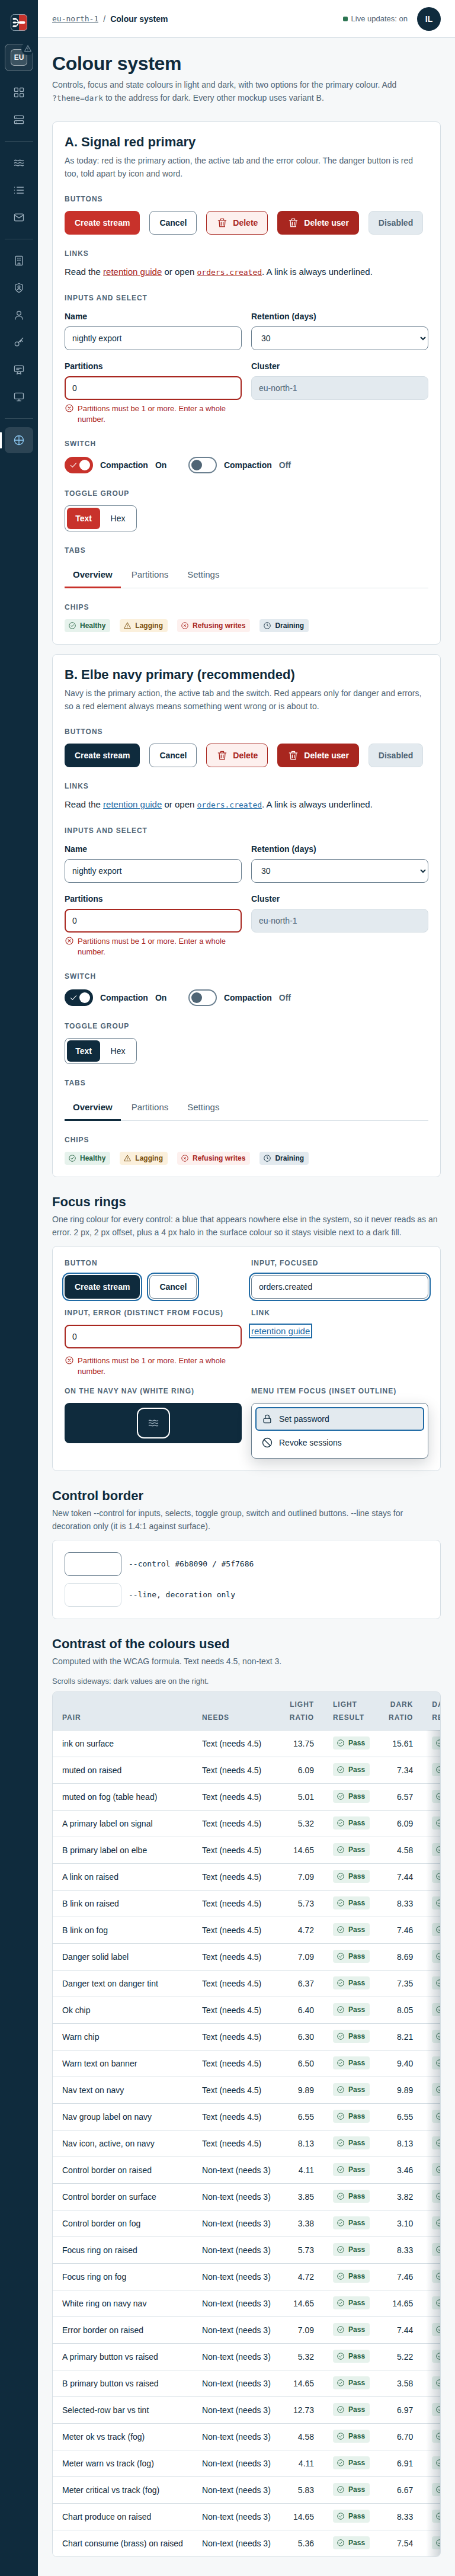 eu-north-1 / Colour system
Live updates: on
IL
EU
Colour system
Controls, focus and state colours in light and dark, with two options for the primary colour. Add
?theme=dark to the address for dark. Every other mockup uses variant B.
A. Signal red primary
As today: red is the primary action, the active tab and the error colour. The danger button is red
too, told apart by icon and word.
BUTTONS
Create stream Cancel Delete Delete user Disabled
LINKS
Read the retention guide or open orders.created. A link is always underlined.
INPUTS AND SELECT
Name Retention (days)
nightly export 30
Partitions Cluster
0 eu-north-1
Partitions must be 1 or more. Enter a whole
number.
SWITCH
Compaction On Compaction Off
TOGGLE GROUP
Text Hex
TABS
Overview Partitions Settings
CHIPS
Healthy Lagging Refusing writes Draining
B. Elbe navy primary (recommended)
Navy is the primary action, the active tab and the switch. Red appears only for danger and errors,
so a red element always means something went wrong or is about to.
BUTTONS
Create stream Cancel Delete Delete user Disabled
LINKS
Read the retention guide or open orders.created. A link is always underlined.
INPUTS AND SELECT
Name Retention (days)
nightly export 30
Partitions Cluster
0 eu-north-1
Partitions must be 1 or more. Enter a whole
number.
SWITCH
Compaction On Compaction Off
TOGGLE GROUP
Text Hex
TABS
Overview Partitions Settings
CHIPS
Healthy Lagging Refusing writes Draining
Focus rings
One ring colour for every control: a blue that appears nowhere else in the system, so it never reads as an
error. 2 px, 2 px offset, plus a 4 px halo in the surface colour so it stays visible next to a dark fill.
BUTTON INPUT, FOCUSED
Create stream Cancel orders.created
INPUT, ERROR (DISTINCT FROM FOCUS) LINK
0 retention guide
Partitions must be 1 or more. Enter a whole
number.
ON THE NAVY NAV (WHITE RING) MENU ITEM FOCUS (INSET OUTLINE)
Set password
Revoke sessions
Control border
New token --control for inputs, selects, toggle group, switch and outlined buttons. --line stays for
decoration only (it is 1.4:1 against surface).
--control #6b8090 / #5f7686
--line, decoration only
Contrast of the colours used
Computed with the WCAG formula. Text needs 4.5, non-text 3.
Scrolls sideways: dark values are on the right.
PAIR NEEDS LIGHT RATIO LIGHT RESULT DARK RATIO
ink on surface Text (needs 4.5) 13.75 Pass 15.61
muted on raised Text (needs 4.5) 6.09 Pass 7.34
muted on fog (table head) Text (needs 4.5) 5.01 Pass 6.57
A primary label on signal Text (needs 4.5) 5.32 Pass 6.09
B primary label on elbe Text (needs 4.5) 14.65 Pass 4.58
A link on raised Text (needs 4.5) 7.09 Pass 7.44
B link on raised Text (needs 4.5) 5.73 Pass 8.33
B link on fog Text (needs 4.5) 4.72 Pass 7.46
Danger solid label Text (needs 4.5) 7.09 Pass 8.69
Danger text on danger tint Text (needs 4.5) 6.37 Pass 7.35
Ok chip Text (needs 4.5) 6.40 Pass 8.05
Warn chip Text (needs 4.5) 6.30 Pass 8.21
Warn text on banner Text (needs 4.5) 6.50 Pass 9.40
Nav text on navy Text (needs 4.5) 9.89 Pass 9.89
Nav group label on navy Text (needs 4.5) 6.55 Pass 6.55
Nav icon, active, on navy Text (needs 4.5) 8.13 Pass 8.13
Control border on raised Non-text (needs 3) 4.11 Pass 3.46
Control border on surface Non-text (needs 3) 3.85 Pass 3.82
Control border on fog Non-text (needs 3) 3.38 Pass 3.10
Focus ring on raised Non-text (needs 3) 5.73 Pass 8.33
Focus ring on fog Non-text (needs 3) 4.72 Pass 7.46
White ring on navy nav Non-text (needs 3) 14.65 Pass 14.65
Error border on raised Non-text (needs 3) 7.09 Pass 7.44
A primary button vs raised Non-text (needs 3) 5.32 Pass 5.22
B primary button vs raised Non-text (needs 3) 14.65 Pass 3.58
Selected-row bar vs tint Non-text (needs 3) 12.73 Pass 6.97
Meter ok vs track (fog) Non-text (needs 3) 4.58 Pass 6.70
Meter warn vs track (fog) Non-text (needs 3) 4.11 Pass 6.91
Meter critical vs track (fog) Non-text (needs 3) 5.83 Pass 6.67
Chart produce on raised Non-text (needs 3) 14.65 Pass 8.33
Chart consume (brass) on raised Non-text (needs 3) 5.36 Pass 7.54